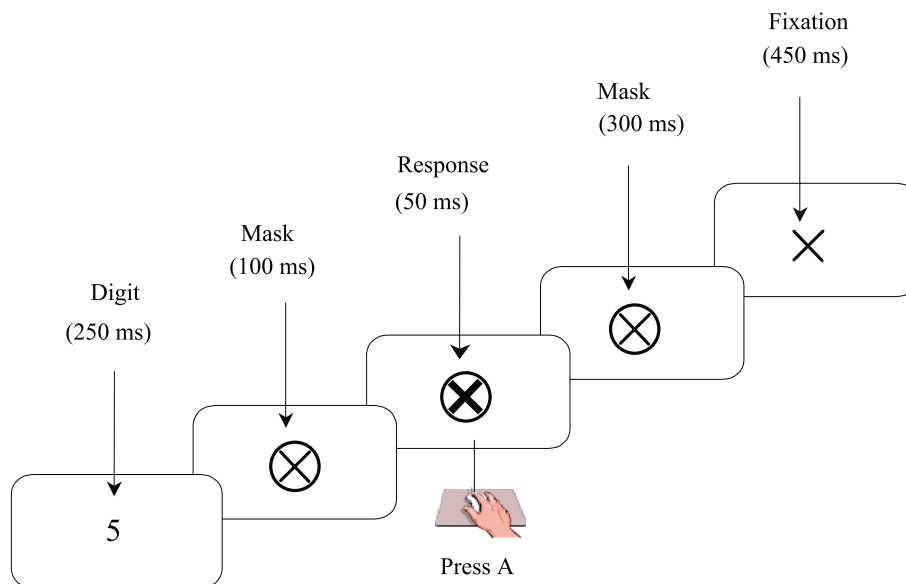 Fixation
(450 ms)
Mask
(300 ms)
Response
(50 ms)
Mask
(100 ms)
Digit
(250 ms)
5
Press A